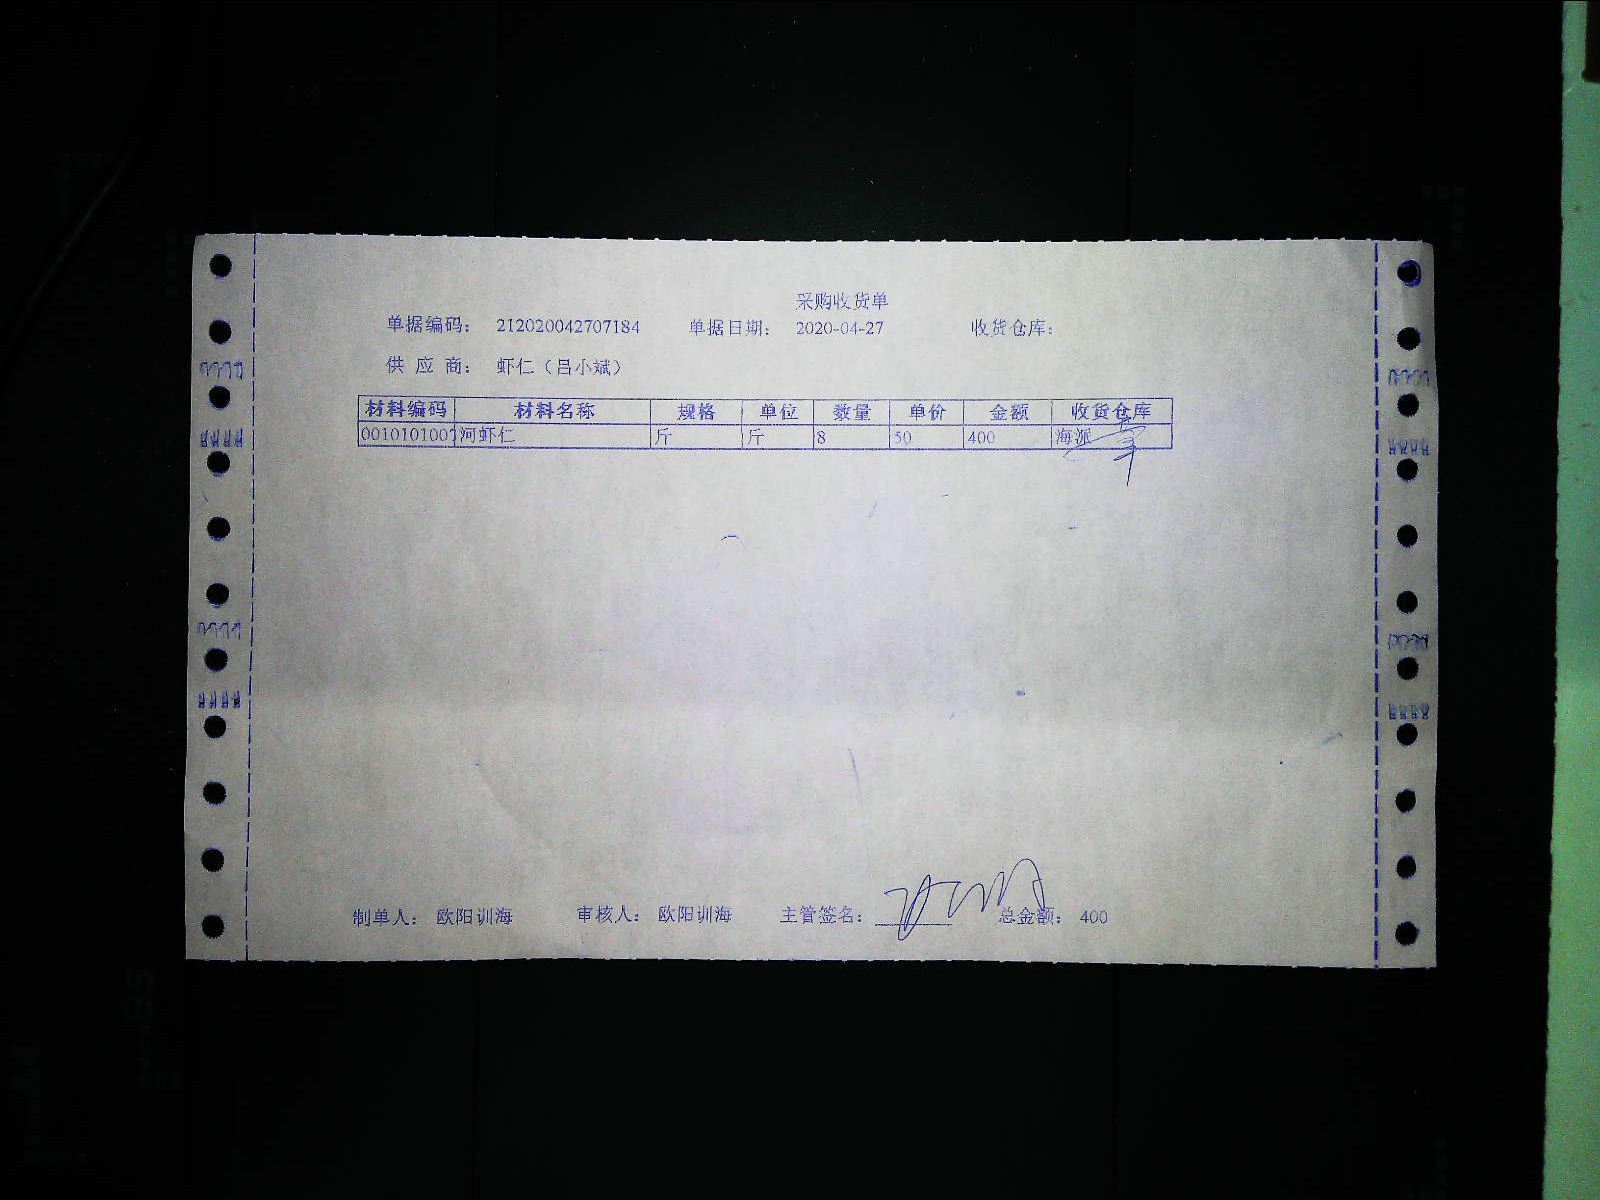 采购收货单
单据编码： 212020042707184 单据日期： 2020-04-27 收货仓库：
供 应 商： 虾仁（吕小斌）
材料编码 材料名称 规格 单位 数量 单价 金额 收货仓库
0010101001 河虾仁 斤 斤 8 50 400 海派
制单人： 欧阳训海 审核人： 欧阳训海 主管签名： 总金额： 400